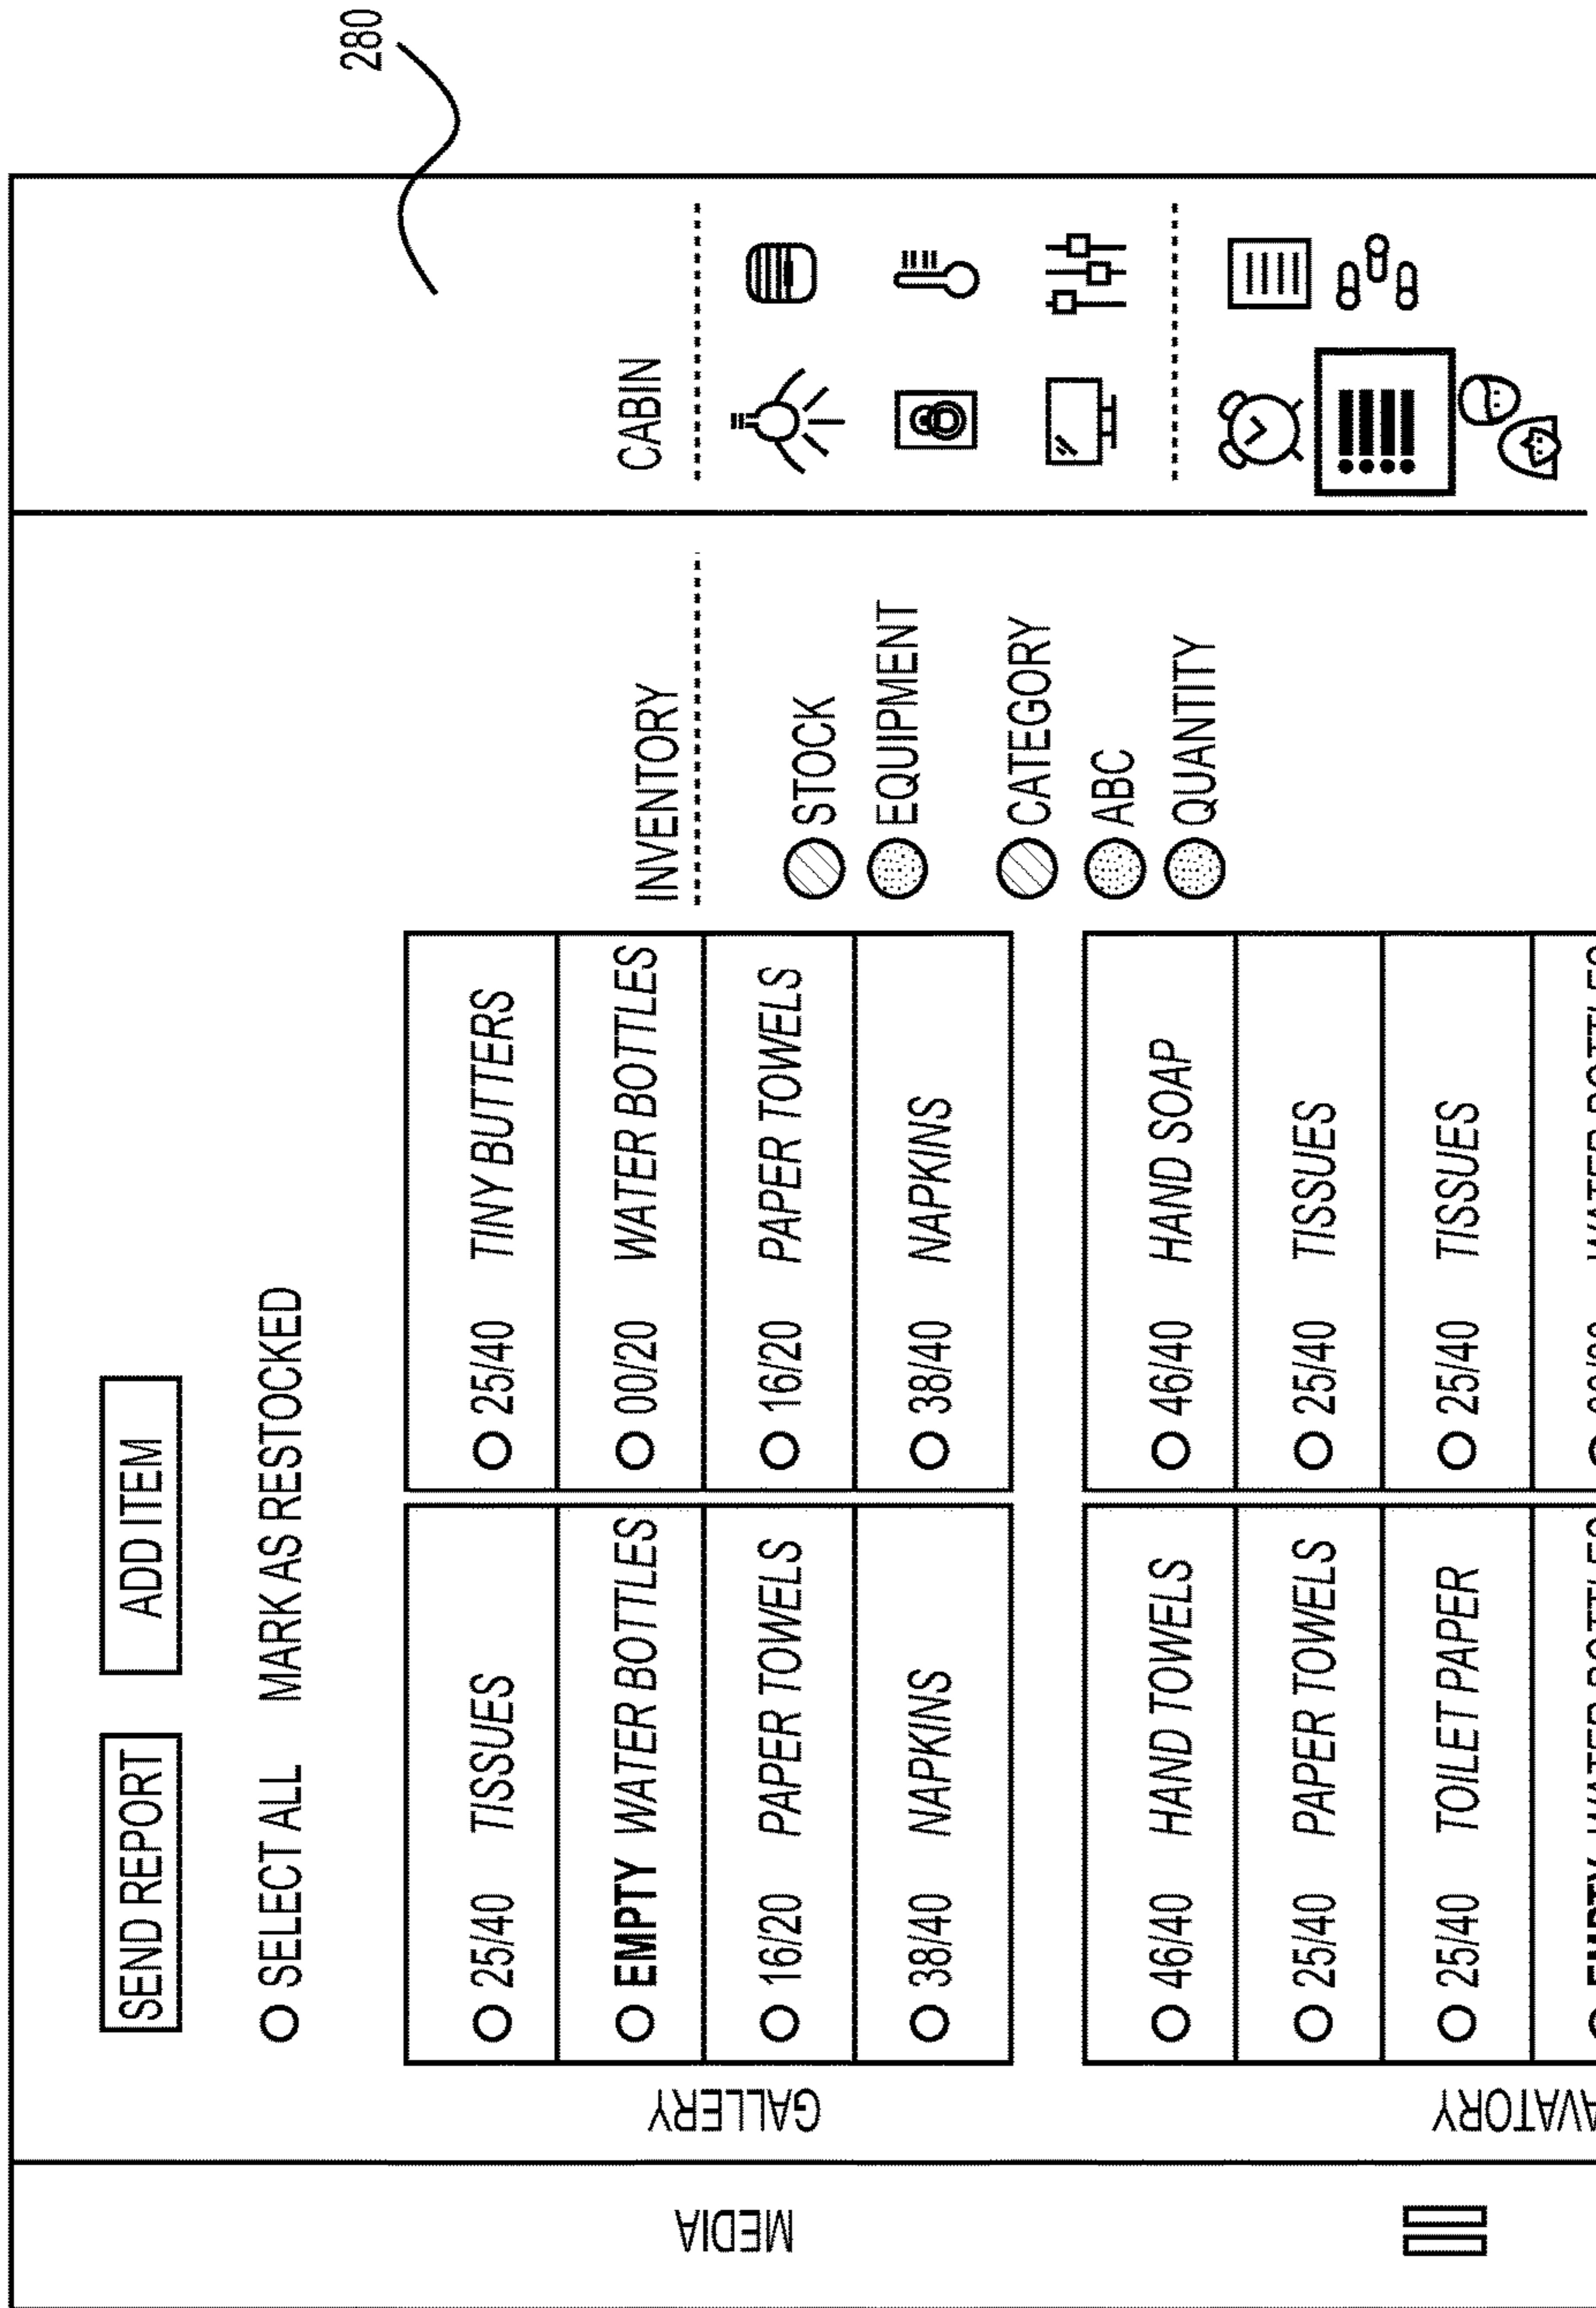 SEND REPORT
ADD ITEM
SELECT ALL
MARK AS RESTOCKED
280
MEDIA
GALLERY
25/40 TISSUES
EMPTY WATER BOTTLES
16/20 PAPER TOWELS
38/40 NAPKINS
25/40 TINY BUTTERS
00/20 WATER BOTTLES
16/20 PAPER TOWELS
38/40 NAPKINS
AVATORY
46/40 HAND TOWELS
25/40 PAPER TOWELS
25/40 TOILET PAPER
46/40 HAND SOAP
25/40 TISSUES
25/40 TISSUES
INVENTORY
STOCK
EQUIPMENT
CATEGORY
ABC
QUANTITY
CABIN